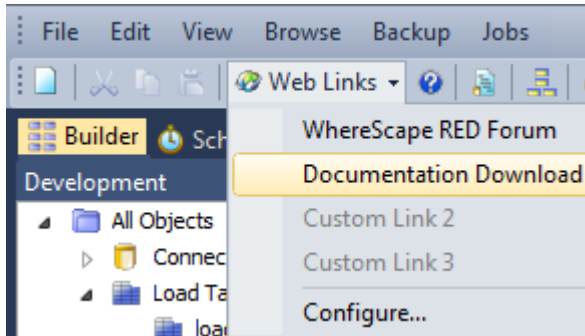 File Edit View Browse Backup Jobs
Web Links
Builder
WhereScape RED Forum
Development
Documentation Download
All Objects
Custom Link 2
Custom Link 3
Load
Configure...